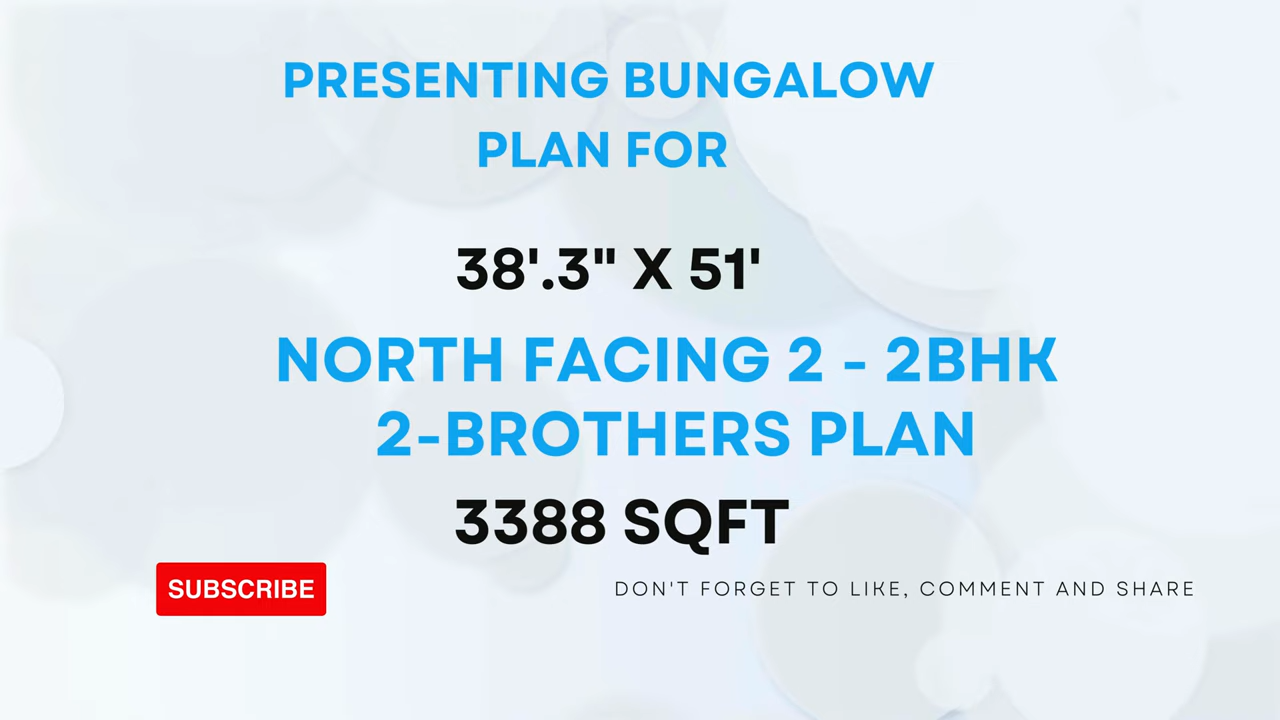 PRESENTING BUNGALOW
PLAN FOR
38'.3" X 51'
NORTH FACING 2 - 2BHK
2-BROTHERS PLAN
3388 SQFT
SUBSCRIBE
DON'T FORGET TO LIKE, COMMENT AND SHARE